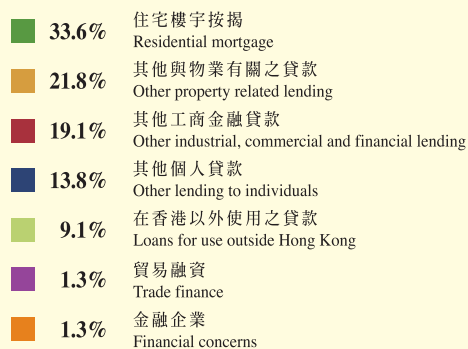 33.6% 住宅樓宇按揭
Residential mortgage
21.8% 其他與物業有關之貸款
Other property related lending
19.1% 其他工商金融貸款
Other industrial, commercial and financial lending
13.8% 其他個人貸款
Other lending to individuals
9.1% 在香港以外使用之貸款
Loans for use outside Hong Kong
1.3% 貿易融資
Trade finance
1.3% 金融企業
Financial concerns